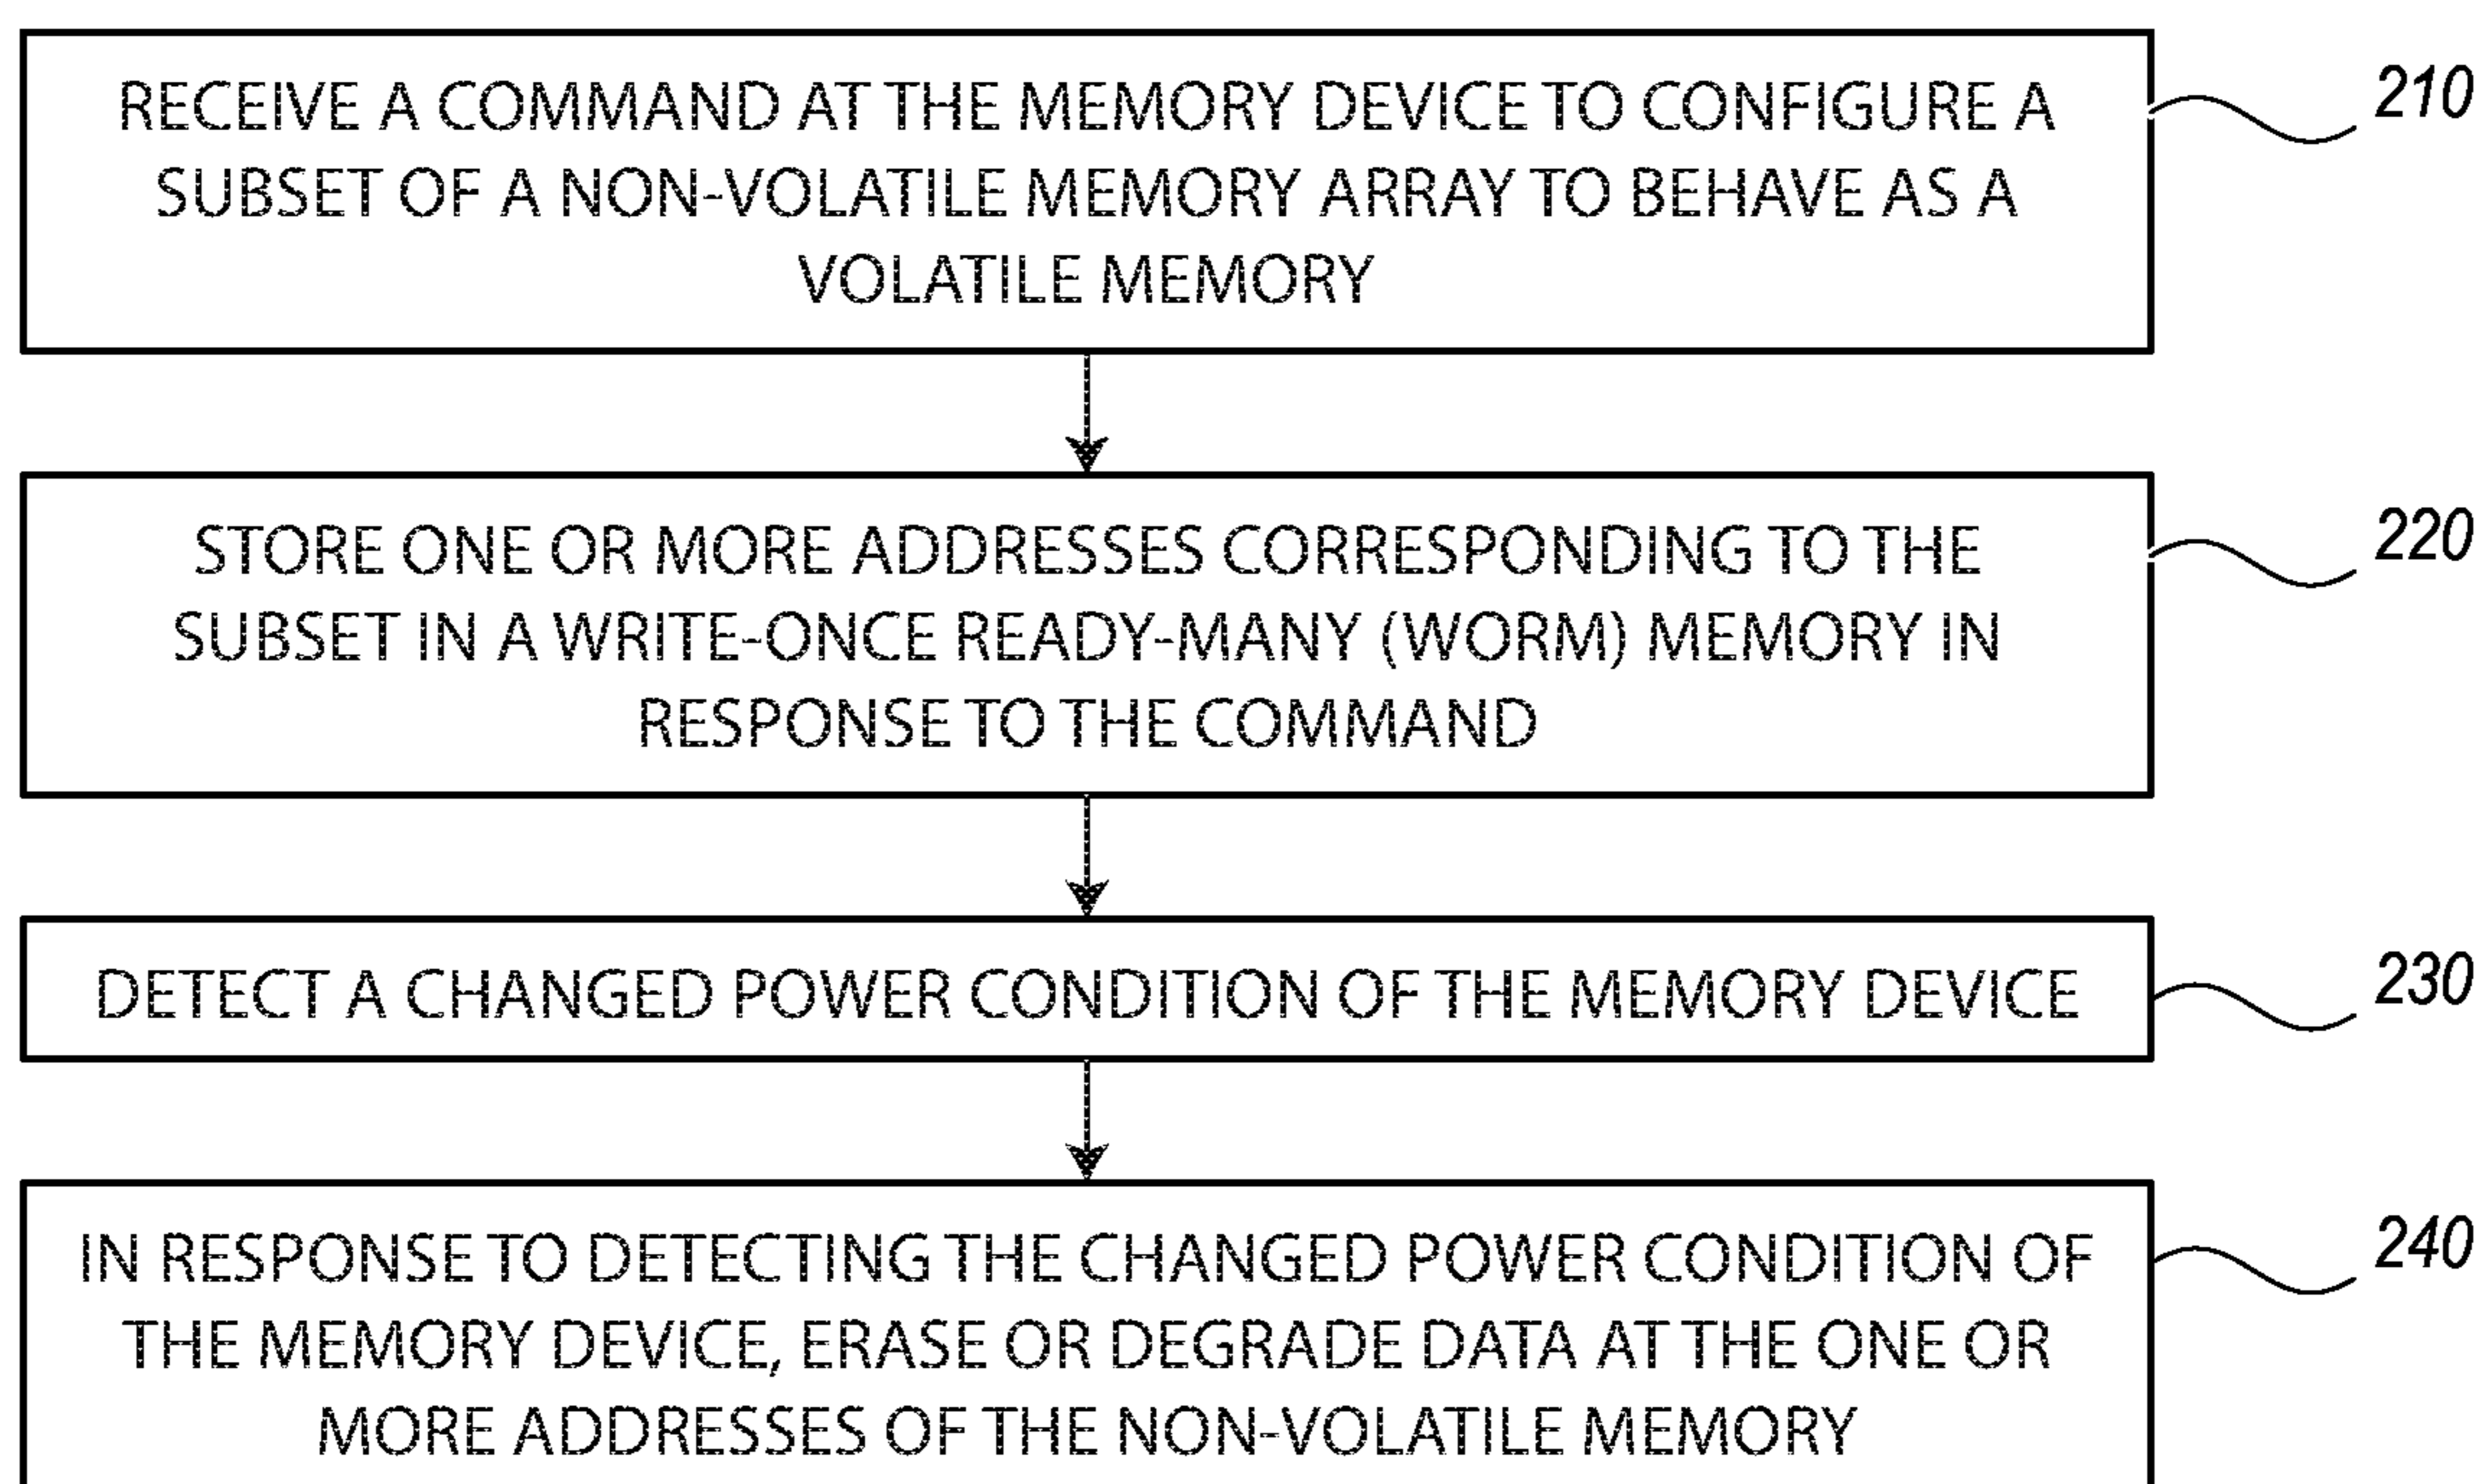 RECEIVE A COMMAND AT THE MEMORY DEVICE TO CONFIGURE A
SUBSET OF A NON-VOLATILE MEMORY ARRAY TO BEHAVE AS A
VOLATILE MEMORY
210
STORE ONE OR MORE ADDRESSES CORRESPONDING TO THE
SUBSET IN A WRITE-ONCE READY-MANY (WORM) MEMORY IN
RESPONSE TO THE COMMAND
220
DETECT A CHANGED POWER CONDITION OF THE MEMORY DEVICE
230
IN RESPONSE TO DETECTING THE CHANGED POWER CONDITION OF
THE MEMORY DEVICE, ERASE OR DEGRADE DATA AT THE ONE OR
MORE ADDRESSES OF THE NON-VOLATILE MEMORY
240